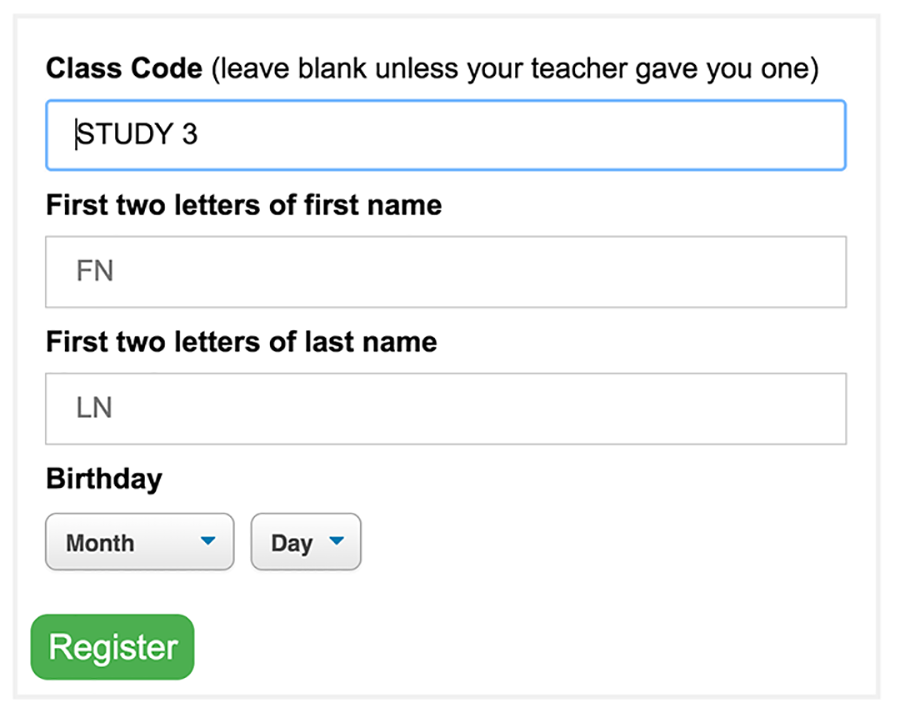 Class Code (leave blank unless your teacher gave you one)
STUDY 3
First two letters of first name
FN
First two letters of last name
LN
Birthday
Month Day
Register